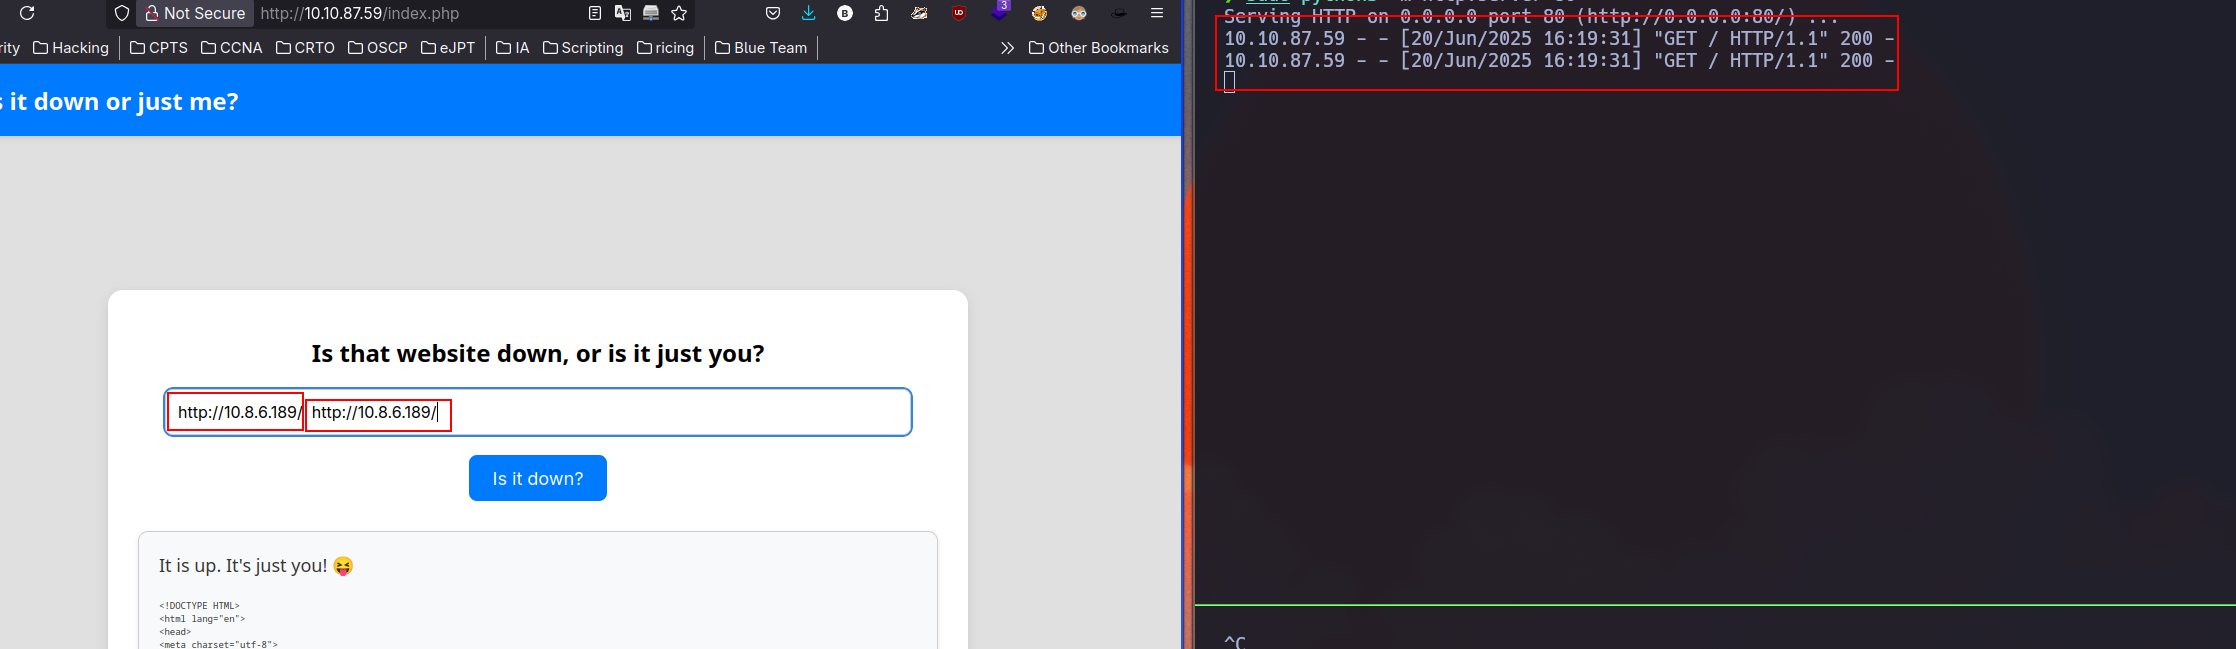 Not Secure http://10.10.87.59/index.php
3
rity Hacking CPTS CCNA CRTO OSCP eJPT IA Scripting ricing Blue Team Other Bookmarks
s it down or just me?
Is that website down, or is it just you?
http://10.8.6.189/ http://10.8.6.189/
Is it down?
It is up. It's just you! 😝
<!DOCTYPE HTML>
<html lang="en">
<head>
<meta charset="utf-8">
Serving HTTP on 0.0.0.0 port 80 (http://0.0.0.0:80/) ...
10.10.87.59 - - [20/Jun/2025 16:19:31] "GET / HTTP/1.1" 200 -
10.10.87.59 - - [20/Jun/2025 16:19:31] "GET / HTTP/1.1" 200 -
^C